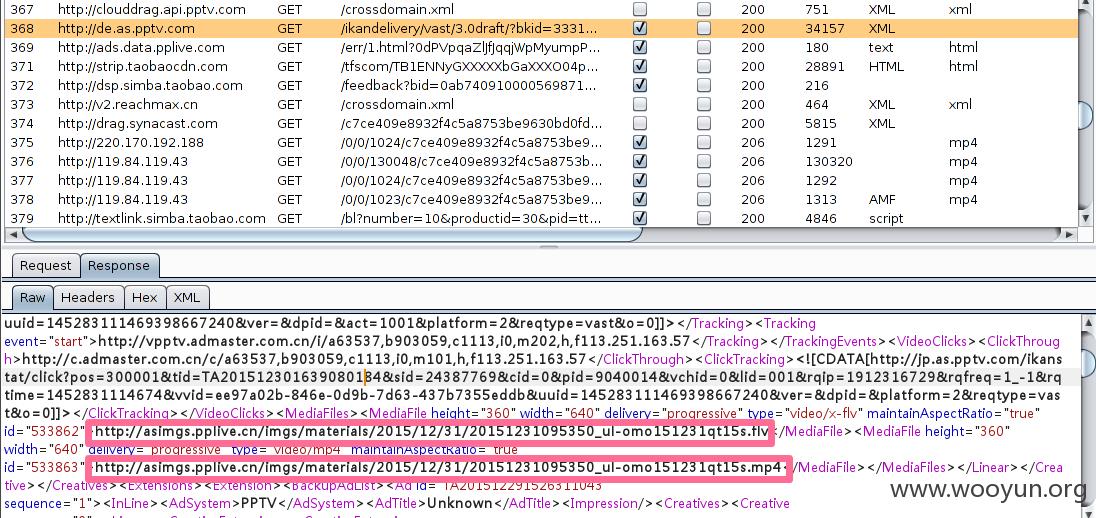 367 http://clouddrag.api.pptv.com GET /crossdomain.xml 200 751 XML xml
368 http://de.as.pptv.com GET /ikandelivery/vast/3.0draft/?bkid=3331... 200 34157 XML
369 http://ads.data.pplive.com GET /err/1.html?0dPVpqaZlJfJqqjWpMyumpP... 200 180 text html
371 http://strip.taobaocdn.com GET /tfscom/TB1ENNyGXXXXXbGaXXXO04p... 200 28891 HTML html
372 http://dsp.simba.taobao.com GET /feedback?bid=0ab740910000569871... 200 216
373 http://v2.reachmax.cn GET /crossdomain.xml 200 464 XML xml
374 http://drag.synacast.com GET /c7ce409e8932f4c5a8753be9630bd0fd... 200 5815 XML
375 http://220.170.192.188 GET /0/0/1024/c7ce409e8932f4c5a8753be9... 206 1291 mp4
376 http://119.84.119.43 GET /0/0/130048/c7ce409e8932f4c5a8753be... 206 130320 mp4
377 http://119.84.119.43 GET /0/0/1024/c7ce409e8932f4c5a8753be9... 206 1292 mp4
378 http://119.84.119.43 GET /0/0/1023/c7ce409e8932f4c5a8753be9... 206 1313 AMF mp4
379 http://textlink.simba.taobao.com GET /bl?number=10&productid=30&pid=tt... 200 4846 script
Request Response
Raw Headers Hex XML
uuid=145283111469398667240&ver=&dpid=&act=1001&platform=2&reqtype=vast&o=0]]></Tracking><Tracking
event="start">http://vpptv.admaster.com.cn/i/a63537,b903059,c1113,i0,m202,h,f113.251.163.57</Tracking></TrackingEvents><VideoClicks><ClickThroug
h>http://c.admaster.com.cn/c/a63537,b903059,c1113,i0,m101,h,f113.251.163.57</ClickThrough><ClickTracking><![CDATA[http://jp.as.pptv.com/ikans
tat/click?pos=300001&tid=TA201512301639080184&sid=24387769&cid=0&pid=9040014&vchid=0&lid=001&rqip=1912316729&rqfreq=1_-1&rq
time=1452831114674&vvid=ee97a02b-846e-0d9b-7d63-437b7355eddb&uuid=145283111469398667240&ver=&dpid=&platform=2&reqtype=vas
t&o=0]]></ClickTracking></VideoClicks><MediaFiles><MediaFile height="360" width="640" delivery="progressive" type="video/x-flv" maintainAspectRatio="true"
id="533862">http://asimgs.pplive.cn/imgs/materials/2015/12/31/20151231095350_ul-omo151231qt15s.flv</MediaFile><MediaFile height="360"
width="640" delivery="progressive" type="video/mp4" maintainAspectRatio="true"
id="533863">http://asimgs.pplive.cn/imgs/materials/2015/12/31/20151231095350_ul-omo151231qt15s.mp4</MediaFile></MediaFiles></Linear></Crea
tive></Creatives><Extensions><Extension><BackupAdList><Ad id="TA201512291526311043"
sequence="1"><InLine><AdSystem>PPTV</AdSystem><AdTitle>Unknown</AdTitle><Impression/><Creatives><Creative
www.wooyun.org